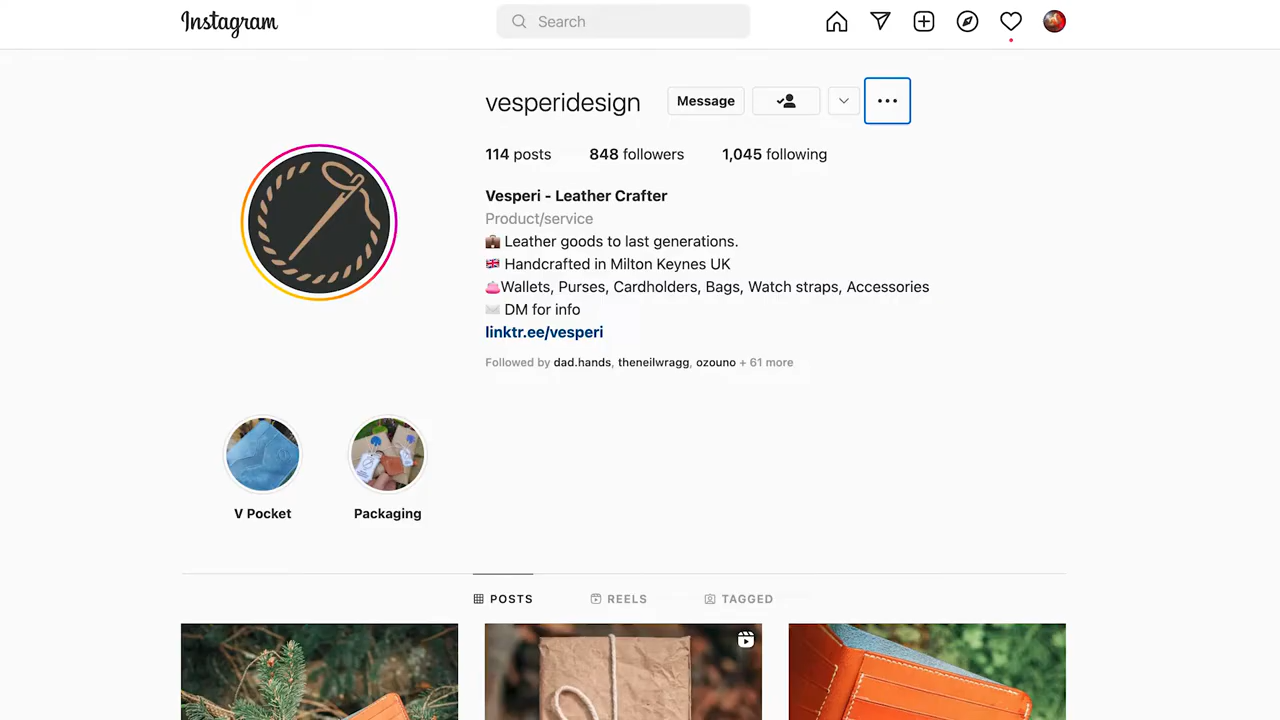 Instagram
Search
vesperidesign
Message
114 posts
848 followers
1,045 following
Vesperi - Leather Crafter
Product/service
💼 Leather goods to last generations.
🇬🇧 Handcrafted in Milton Keynes UK
👛Wallets, Purses, Cardholders, Bags, Watch straps, Accessories
✉️ DM for info
linktr.ee/vesperi
Followed by dad.hands, theneilwragg, ozouno + 61 more
V Pocket
Packaging
POSTS
REELS
TAGGED